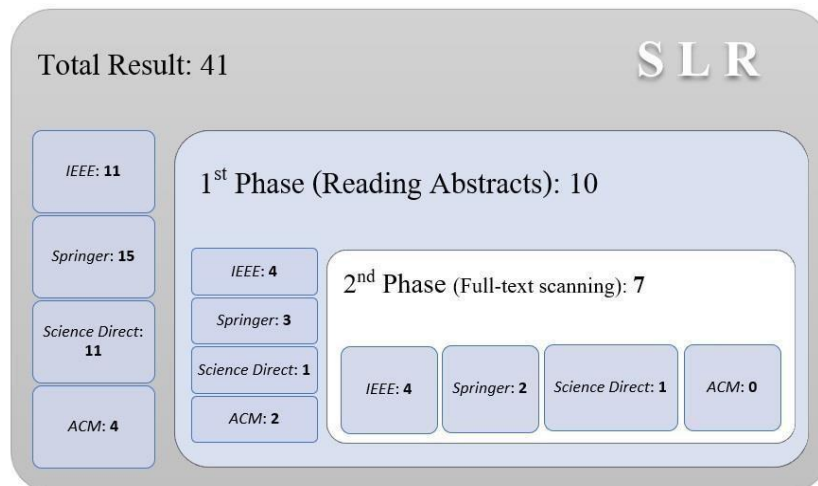 Total Result: 41
S L R
IEEE: 11
Springer: 15
Science Direct:
11
ACM: 4
1st Phase (Reading Abstracts): 10
IEEE: 4
Springer: 3
Science Direct: 1
ACM: 2
2nd Phase (Full-text scanning): 7
IEEE: 4
Springer: 2
Science Direct: 1
ACM: 0